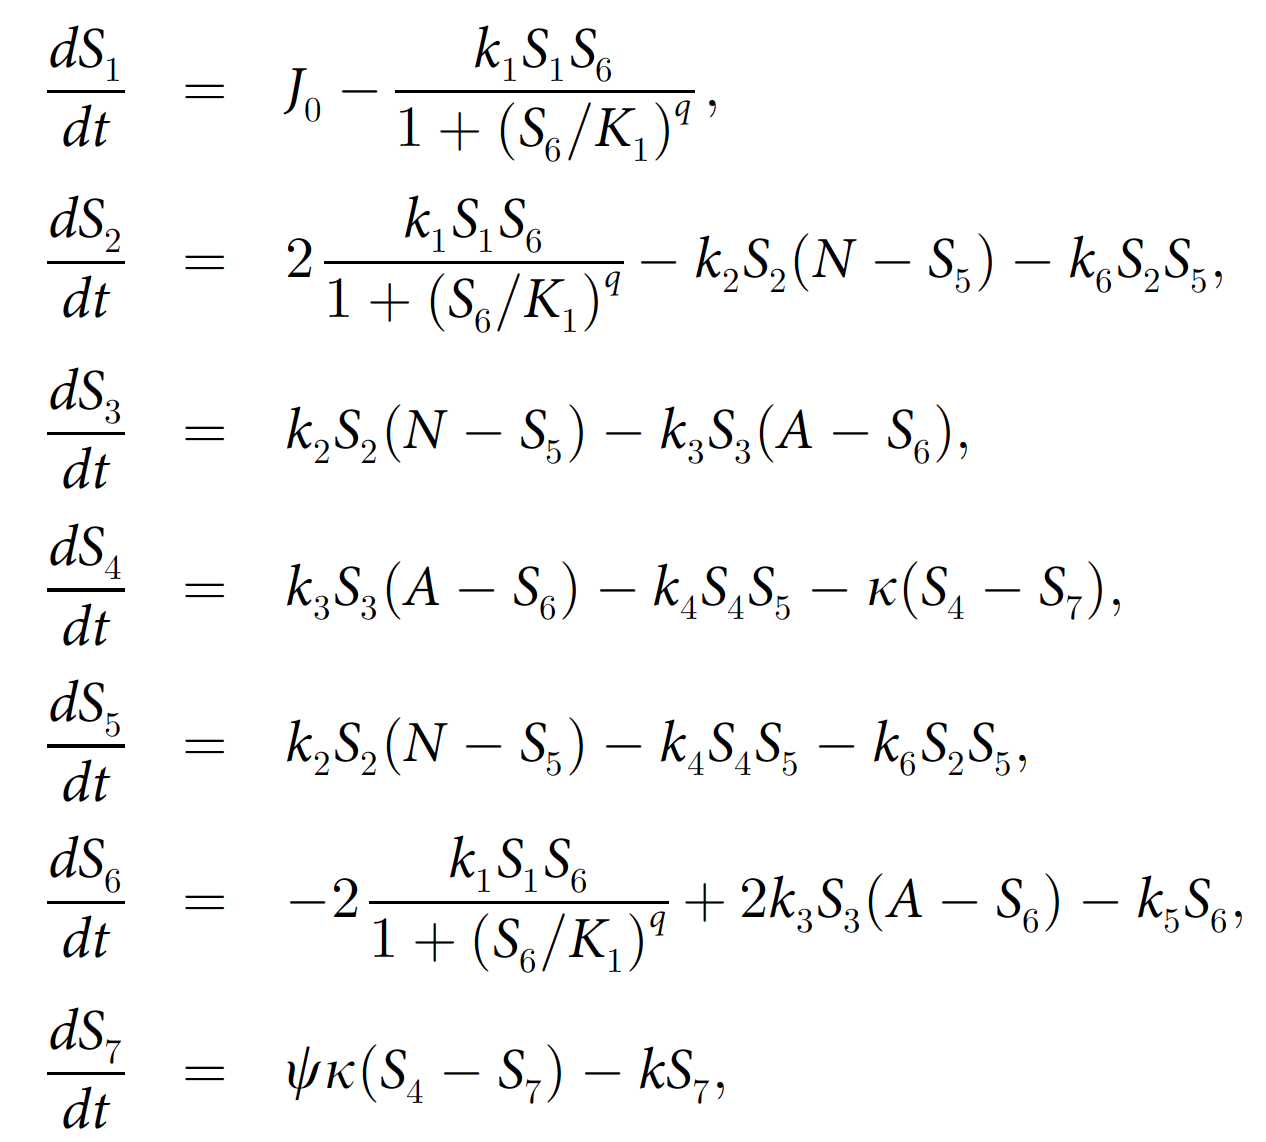 dS₁/dt = J₀ − k₁S₁S₆/(1 + (S₆/K₁)^q),
dS₂/dt = 2 k₁S₁S₆/(1 + (S₆/K₁)^q) − k₂S₂(N − S₅) − k₆S₂S₅,
dS₃/dt = k₂S₂(N − S₅) − k₃S₃(A − S₆),
dS₄/dt = k₃S₃(A − S₆) − k₄S₄S₅ − κ(S₄ − S₇),
dS₅/dt = k₂S₂(N − S₅) − k₄S₄S₅ − k₆S₂S₅,
dS₆/dt = −2 k₁S₁S₆/(1 + (S₆/K₁)^q) + 2k₃S₃(A − S₆) − k₅S₆,
dS₇/dt = ψκ(S₄ − S₇) − kS₇,